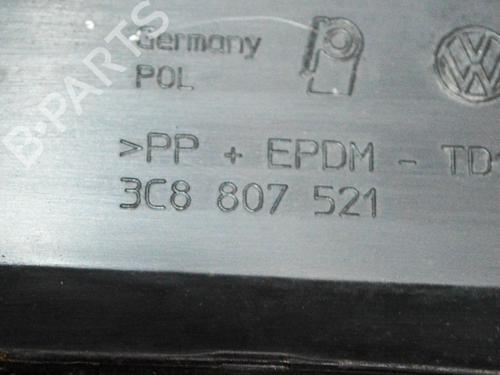 Germany
POL
>PP + EPDM - TD
3C8 807 521
B-PARTS